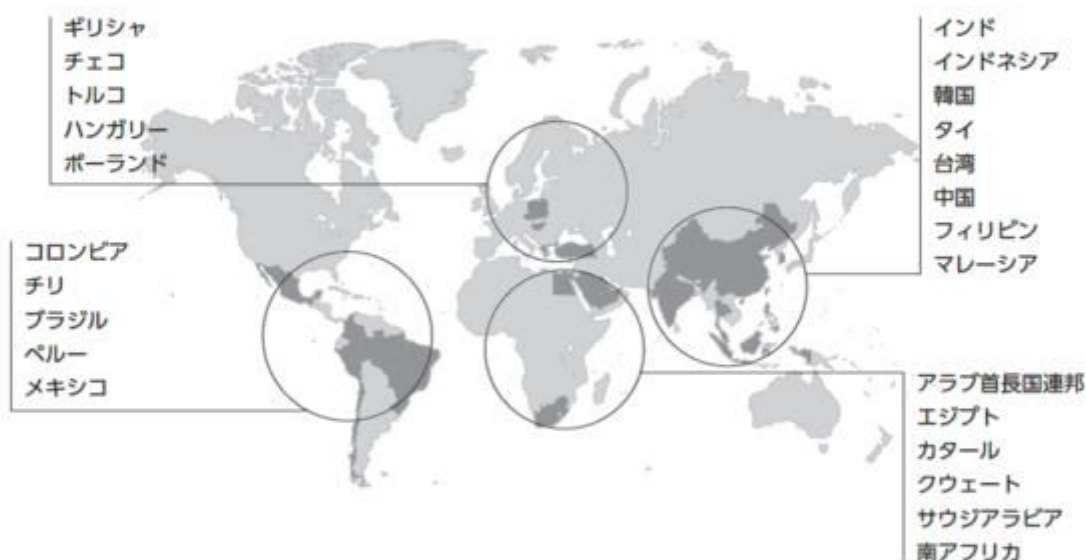 ギリシャ
チェコ
トルコ
ハンガリー
ポーランド
コロンビア
チリ
ブラジル
ペルー
メキシコ
インド
インドネシア
韓国
タイ
台湾
中国
フィリピン
マレーシア
アラブ首長国連邦
エジプト
カタール
クウェート
サウジアラビア
南アフリカ